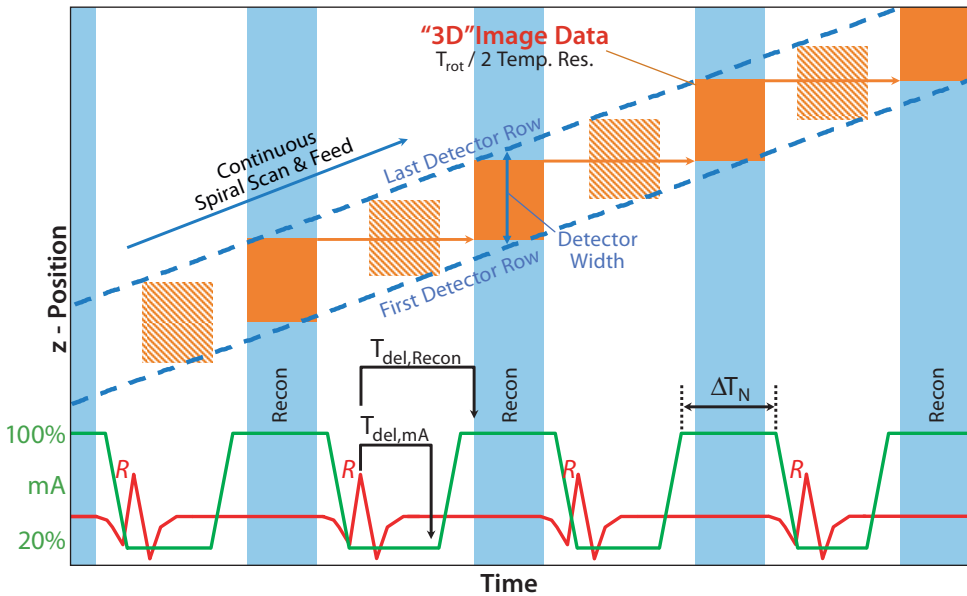 “3D”Image Data
T_rot / 2 Temp. Res.
Continuous
Spiral Scan & Feed
Last Detector Row
Detector
Width
First Detector Row
z - Position
T_del,Recon
Recon
Recon
Recon
Recon
ΔT_N
T_del,mA
100%
mA
20%
R
R
R
R
Time